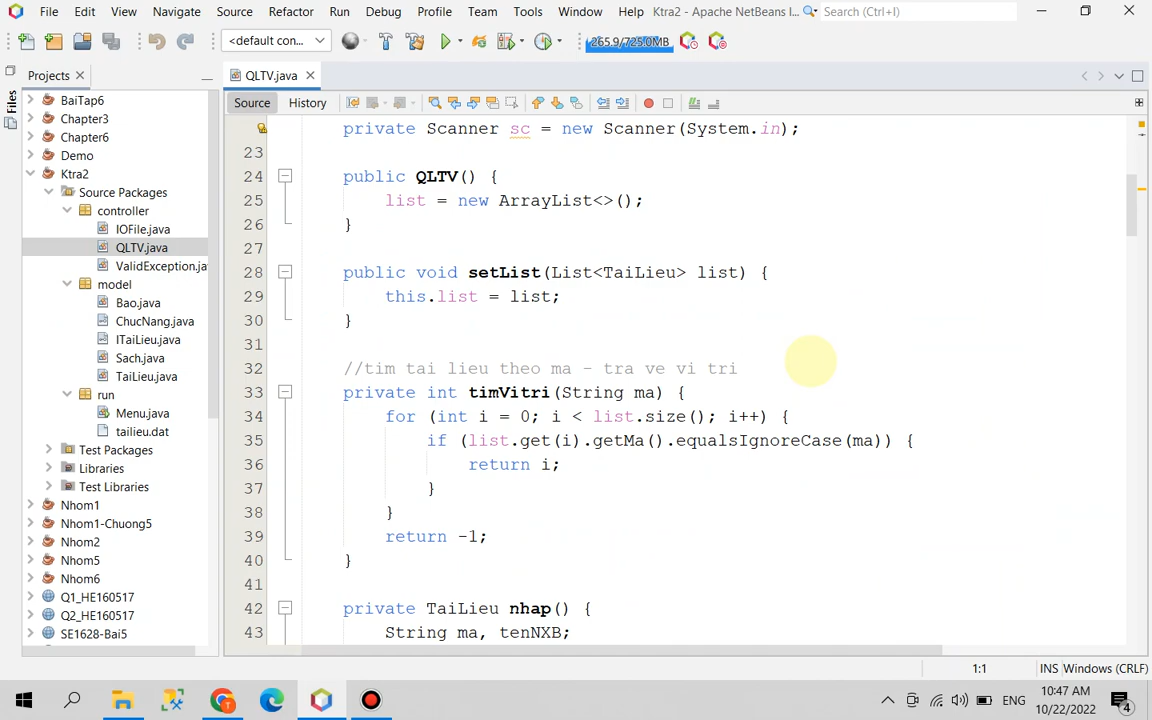 File Edit View Navigate Source Refactor Run Debug Profile Team Tools Window Help Ktra2 - Apache NetBeans I... Search (Ctrl+I)
<default con... 265.9/725.0MB
Projects
QLTV.java
Files
Source History
BaiTap6
Chapter3
Chapter6
Demo
Ktra2
Source Packages
controller
IOFile.java
QLTV.java
ValidException.ja
model
Bao.java
ChucNang.java
ITaiLieu.java
Sach.java
TaiLieu.java
run
Menu.java
tailieu.dat
Test Packages
Libraries
Test Libraries
Nhom1
Nhom1-Chuong5
Nhom2
Nhom5
Nhom6
Q1_HE160517
Q2_HE160517
SE1628-Bai5
private Scanner sc = new Scanner(System.in);
23
24 public QLTV() {
25 list = new ArrayList<>();
26 }
27
28 public void setList(List<TaiLieu> list) {
29 this.list = list;
30 }
31
32 //tim tai lieu theo ma - tra ve vi tri
33 private int timVitri(String ma) {
34 for (int i = 0; i < list.size(); i++) {
35 if (list.get(i).getMa().equalsIgnoreCase(ma)) {
36 return i;
37 }
38 }
39 return -1;
40 }
41
42 private TaiLieu nhap() {
43 String ma, tenNXB;
1:1 INS Windows (CRLF)
ENG
10:47 AM
10/22/2022
4